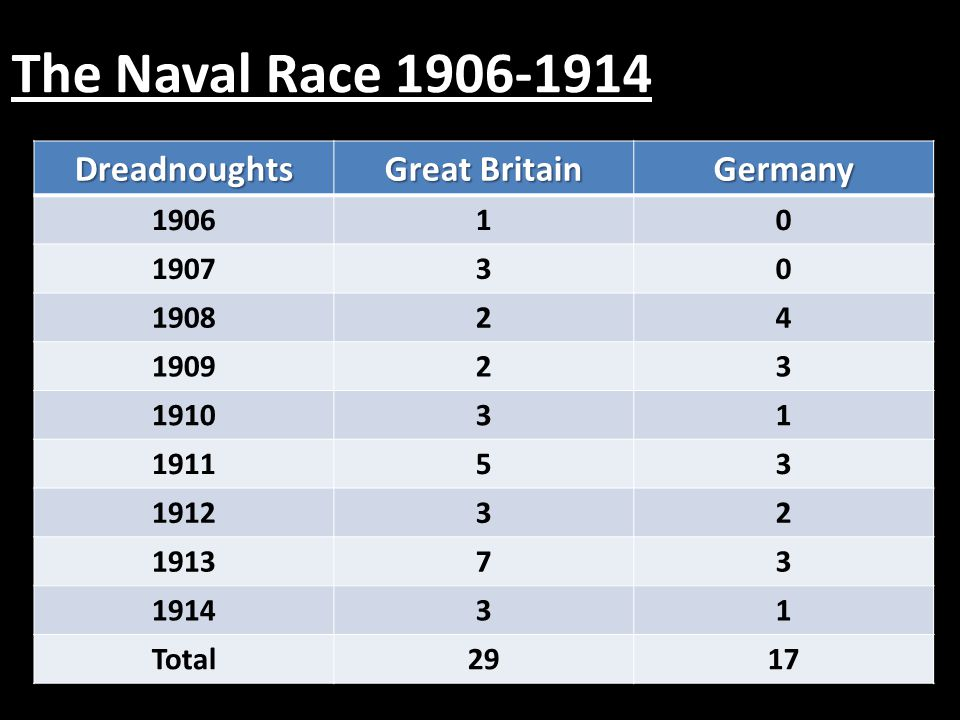 The Naval Race 1906-1914
Dreadnoughts Great Britain Germany
1906 1 0
1907 3 0
1908 2 4
1909 2 3
1910 3 1
1911 5 3
1912 3 2
1913 7 3
1914 3 1
Total 29 17